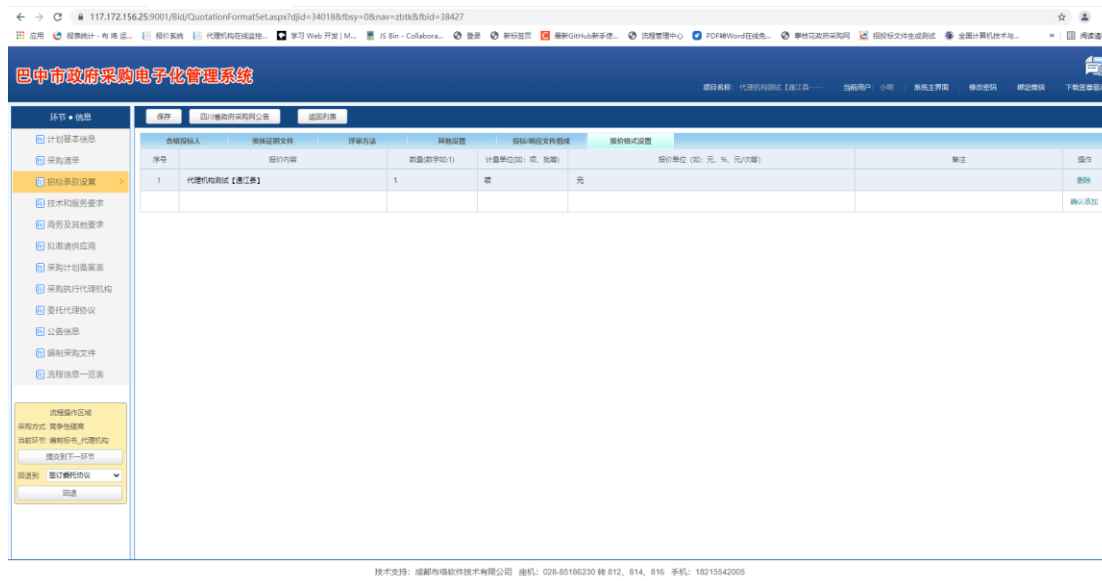 117.172.156.25:9001/Bid/QuotationFormatSet.aspx?djid=34018&fbsy=0&nav=zbtk&fbid=38427
应用 报表统计 - 布络运... 报价系统 代理机构在线监控... 学习 Web 开发 | M... JS Bin - Collabora... 登录 新标签页 最新GitHub新手使... 流程管理中心 PDF转Word在线免... 攀枝花政府采购网 招投标文件生成测试 全国计算机技术与... » 阅读清
巴中市政府采购电子化管理系统
项目名称: 代理机构测试【通江县…… 当前用户: 小明 系统主界面 修改密码 绑定微信 下载签章驱
环节 • 信息
保存 四川省政府采购网公告 返回列表
计划基本信息
采购清单
招标条款设置 >
技术和服务要求
商务及其他要求
拟邀请供应商
采购计划备案表
采购执行代理机构
委托代理协议
公告信息
编制采购文件
流程信息一览表
合格投标人 资质证明文件 评审方法 其他设置 投标/响应文件组成 报价格式设置
序号 报价内容 数量(数字如:1) 计量单位(如: 项、批等) 报价单位 (如: 元、%、元/次等) 备注 操作
1 代理机构测试【通江县】 1 项 元 删除
确认添加
流程操作区域
采购方式: 竞争性磋商
当前环节: 编制标书_代理机构
提交到下一环节
回退到: 签订委托协议
回退
技术支持: 成都布络软件技术有限公司 座机: 028-85186230 转 812、814、816 手机: 18215542005